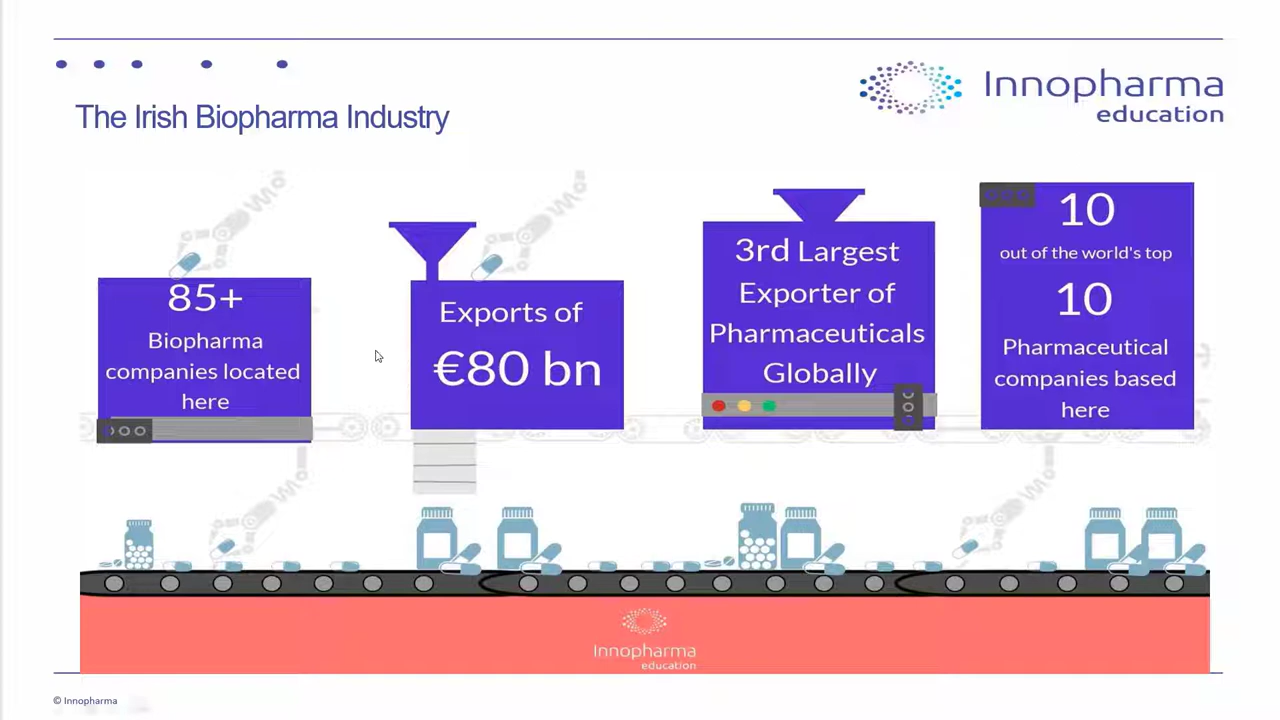 Innopharma
education
The Irish Biopharma Industry
85+
Biopharma
companies located
here
Exports of
€80 bn
3rd Largest
Exporter of
Pharmaceuticals
Globally
10
out of the world's top
10
Pharmaceutical
companies based
here
Innopharma
education
© Innopharma